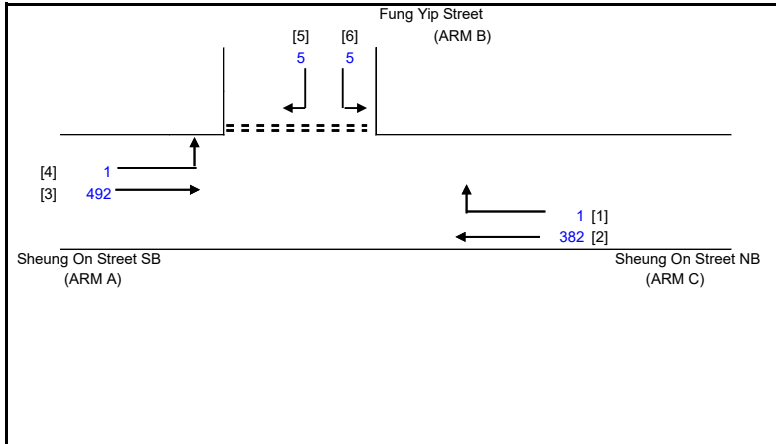 Fung Yip Street
(ARM B)
[5] [6]
5 5
[4] 1
[3] 492
1 [1]
382 [2]
Sheung On Street SB
(ARM A)
Sheung On Street NB
(ARM C)